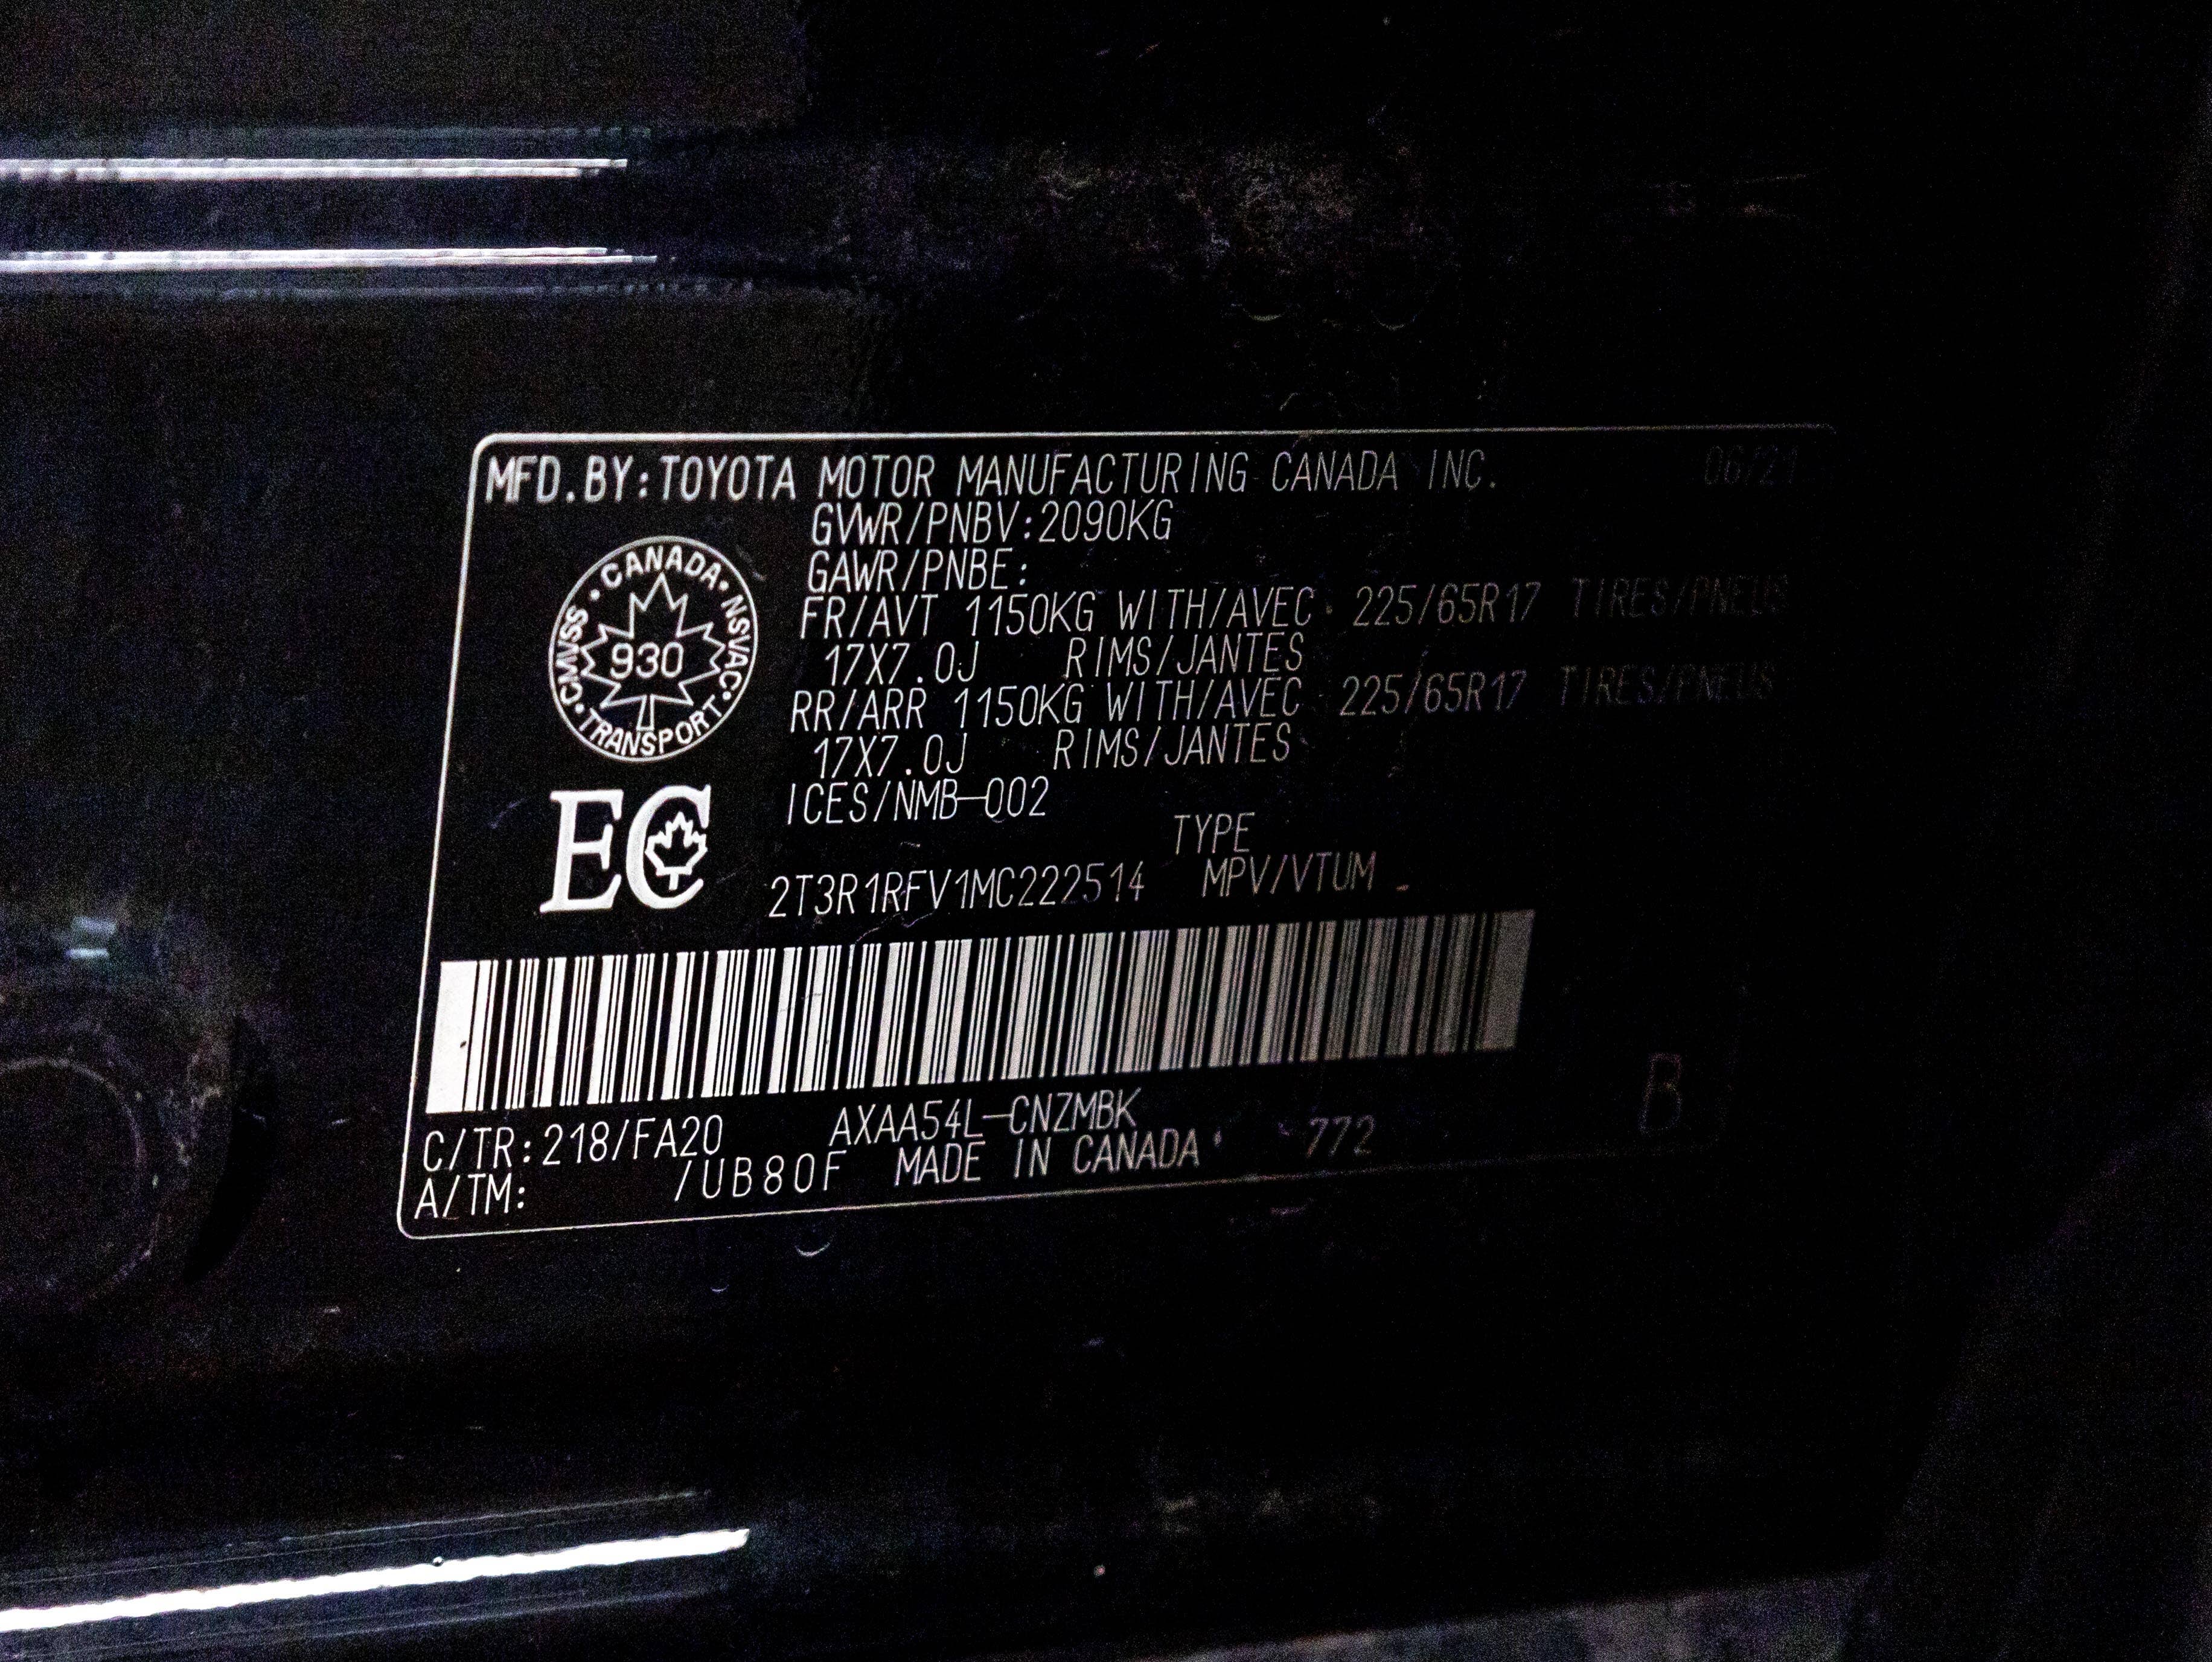 MFD.BY:TOYOTA MOTOR MANUFACTURING CANADA INC. 06/21
GVWR/PNBV:2090KG
GAWR/PNBE:
FR/AVT 1150KG WITH/AVEC 225/65R17 TIRES/PNEUS
17X7.0J RIMS/JANTES
RR/ARR 1150KG WITH/AVEC 225/65R17 TIRES/PNEUS
17X7.0J RIMS/JANTES
ICES/NMB-002
CANADA · NSVAC · TRANSPORT · CMVSS
930
EC
TYPE
2T3R1RFV1MC222514 MPV/VTUM
B
C/TR:218/FA20 AXAA54L-CNZMBK
A/TM: /UB80F MADE IN CANADA 772